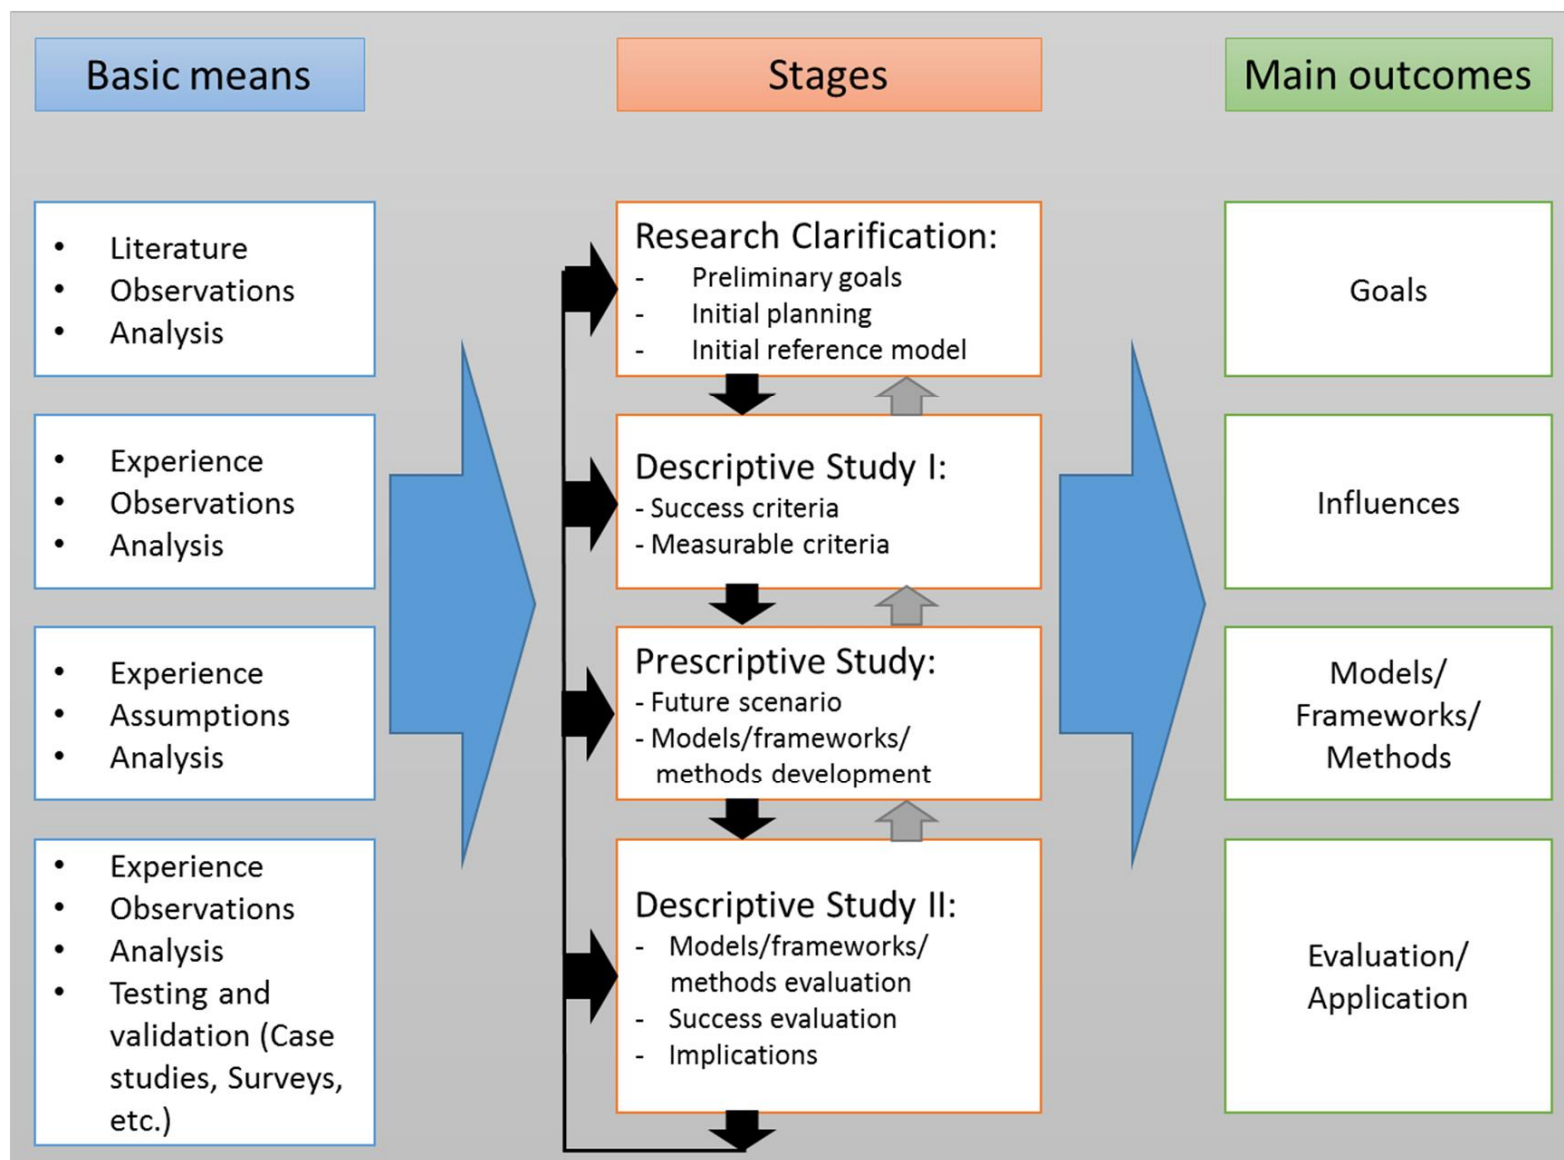 Basic means
Stages
Main outcomes
• Literature
• Observations
• Analysis
Research Clarification:
- Preliminary goals
- Initial planning
- Initial reference model
Goals
• Experience
• Observations
• Analysis
Descriptive Study I:
- Success criteria
- Measurable criteria
Influences
• Experience
• Assumptions
• Analysis
Prescriptive Study:
- Future scenario
- Models/frameworks/
methods development
Models/
Frameworks/
Methods
• Experience
• Observations
• Analysis
• Testing and
validation (Case
studies, Surveys,
etc.)
Descriptive Study II:
- Models/frameworks/
methods evaluation
- Success evaluation
- Implications
Evaluation/
Application